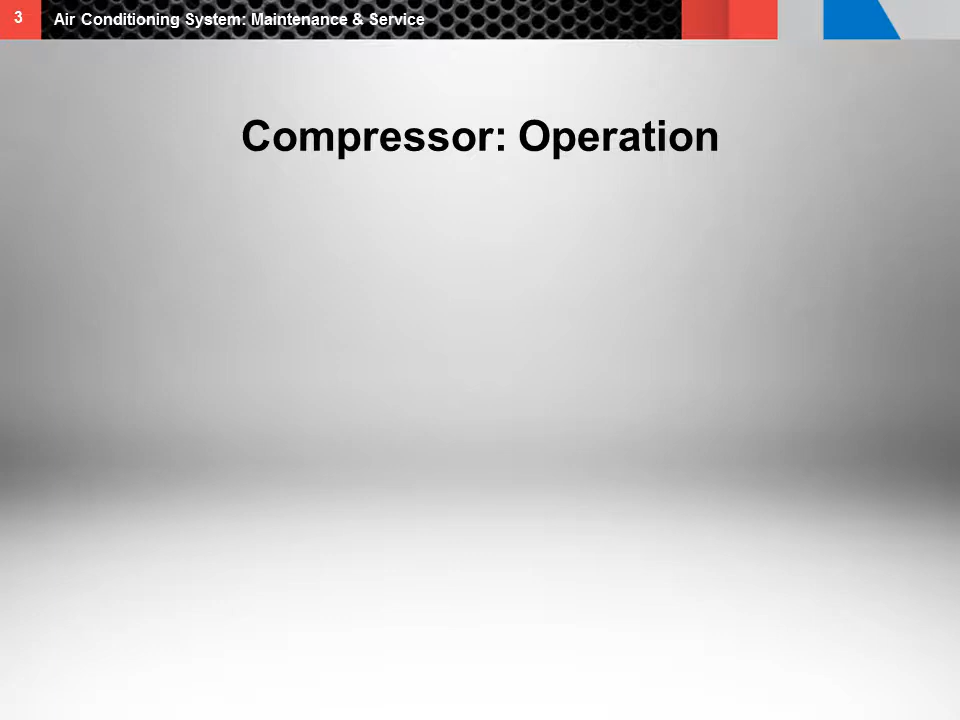 3
Air Conditioning System: Maintenance & Service
Compressor: Operation